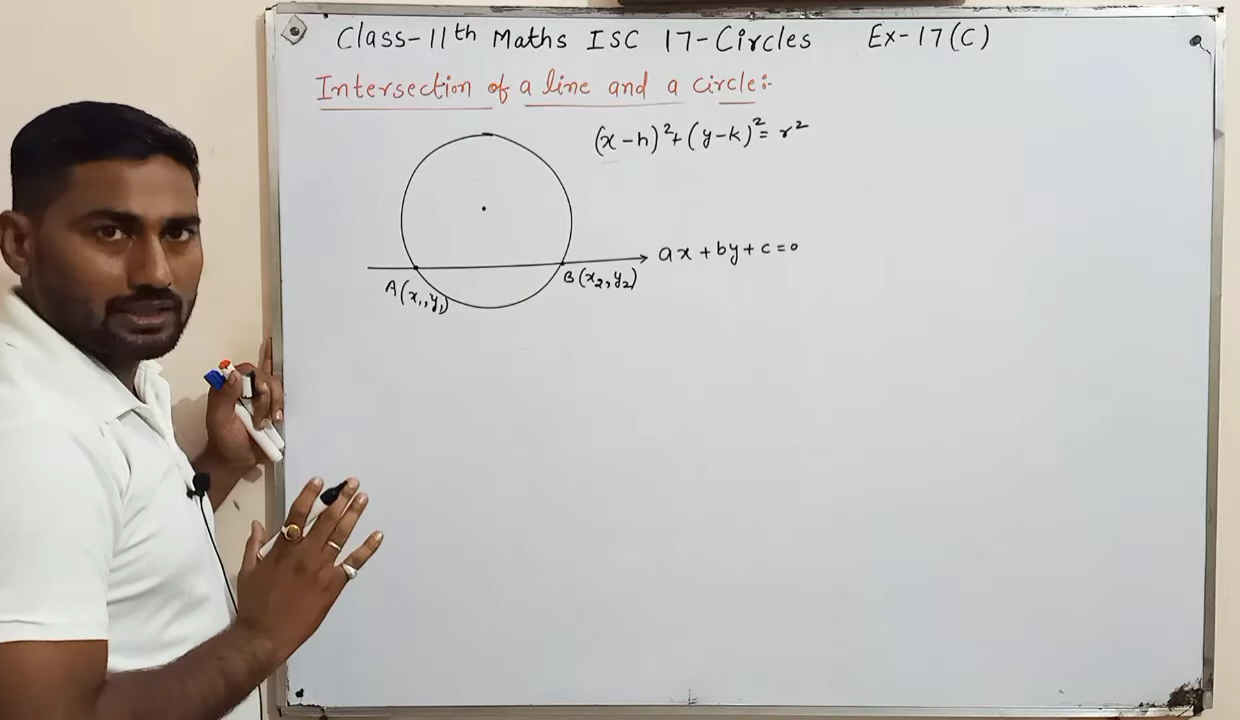 Class-11th Maths ISC 17-Circles Ex-17(C)
Intersection of a line and a circle:-
(x-h)²+(y-k)²=r²
ax+by+c=0
A(x₁,y₁)
B(x₂,y₂)